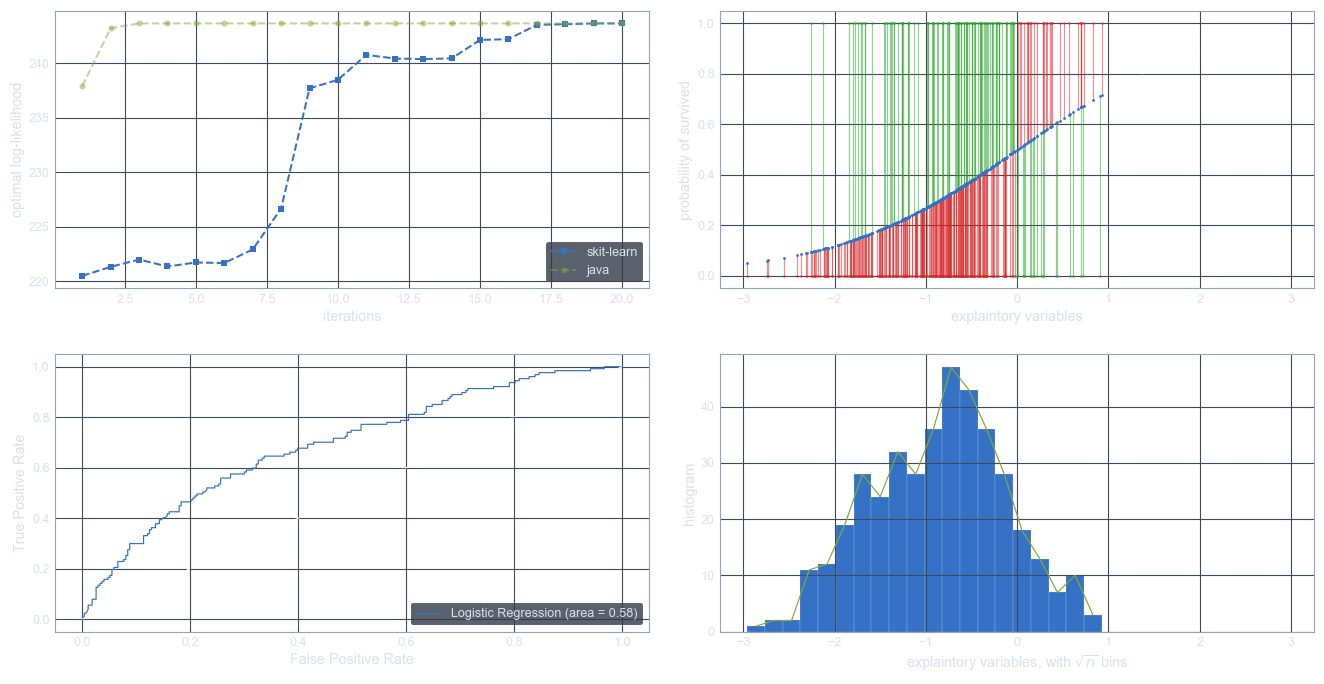 optimal log-likelihood
240
235
230
225
220
skit-learn
java
2.5 5.0 7.5 10.0 12.5 15.0 17.5 20.0
iterations
probability of survived
1.0
0.8
0.6
0.4
0.2
0.0
−3 −2 −1 0 1 2 3
explaintory variables
True Positive Rate
1.0
0.8
0.6
0.4
0.2
0.0
Logistic Regression (area = 0.58)
0.0 0.2 0.4 0.6 0.8 1.0
False Positive Rate
histogram
40
30
20
10
0
−3 −2 −1 0 1 2 3
explaintory variables, with √n bins